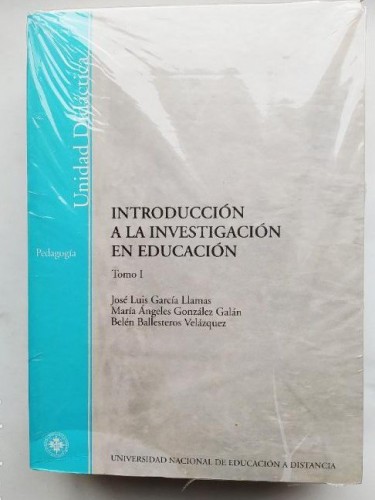 Unidad Didáctica
Pedagogía
INTRODUCCIÓN
A LA INVESTIGACIÓN
EN EDUCACIÓN
Tomo I
José Luis García Llamas
María Ángeles González Galán
Belén Ballesteros Velázquez
UNIVERSIDAD NACIONAL DE EDUCACIÓN A DISTANCIA